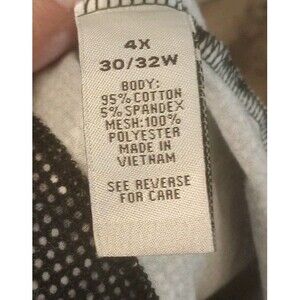 4X
30/32W
BODY:
95% COTTON
5% SPANDEX
MESH:100%
POLYESTER
MADE IN
VIETNAM
SEE REVERSE
FOR CARE